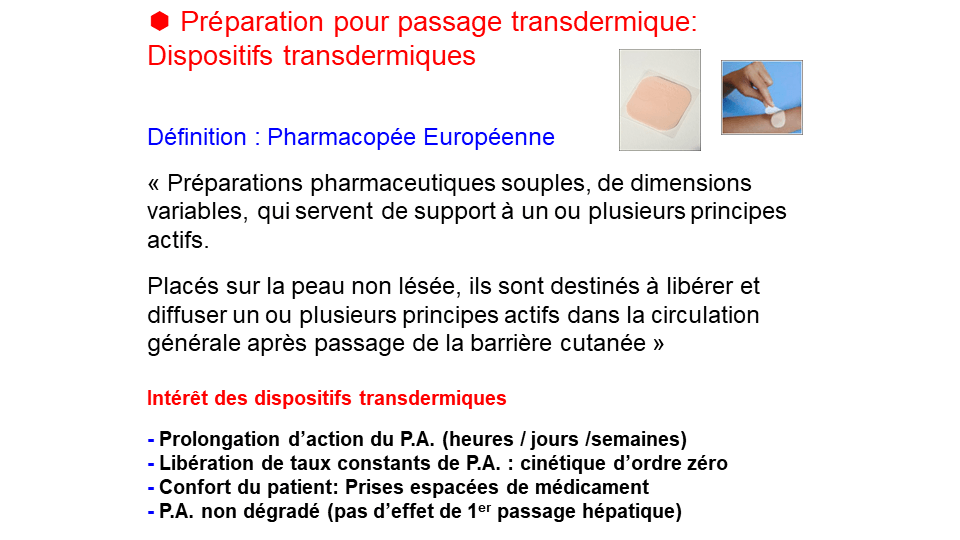 ⬢ Préparation pour passage transdermique:
Dispositifs transdermiques
Définition : Pharmacopée Européenne
« Préparations pharmaceutiques souples, de dimensions
variables, qui servent de support à un ou plusieurs principes
actifs.
Placés sur la peau non lésée, ils sont destinés à libérer et
diffuser un ou plusieurs principes actifs dans la circulation
générale après passage de la barrière cutanée »
Intérêt des dispositifs transdermiques
- Prolongation d’action du P.A. (heures / jours /semaines)
- Libération de taux constants de P.A. : cinétique d’ordre zéro
- Confort du patient: Prises espacées de médicament
- P.A. non dégradé (pas d’effet de 1er passage hépatique)